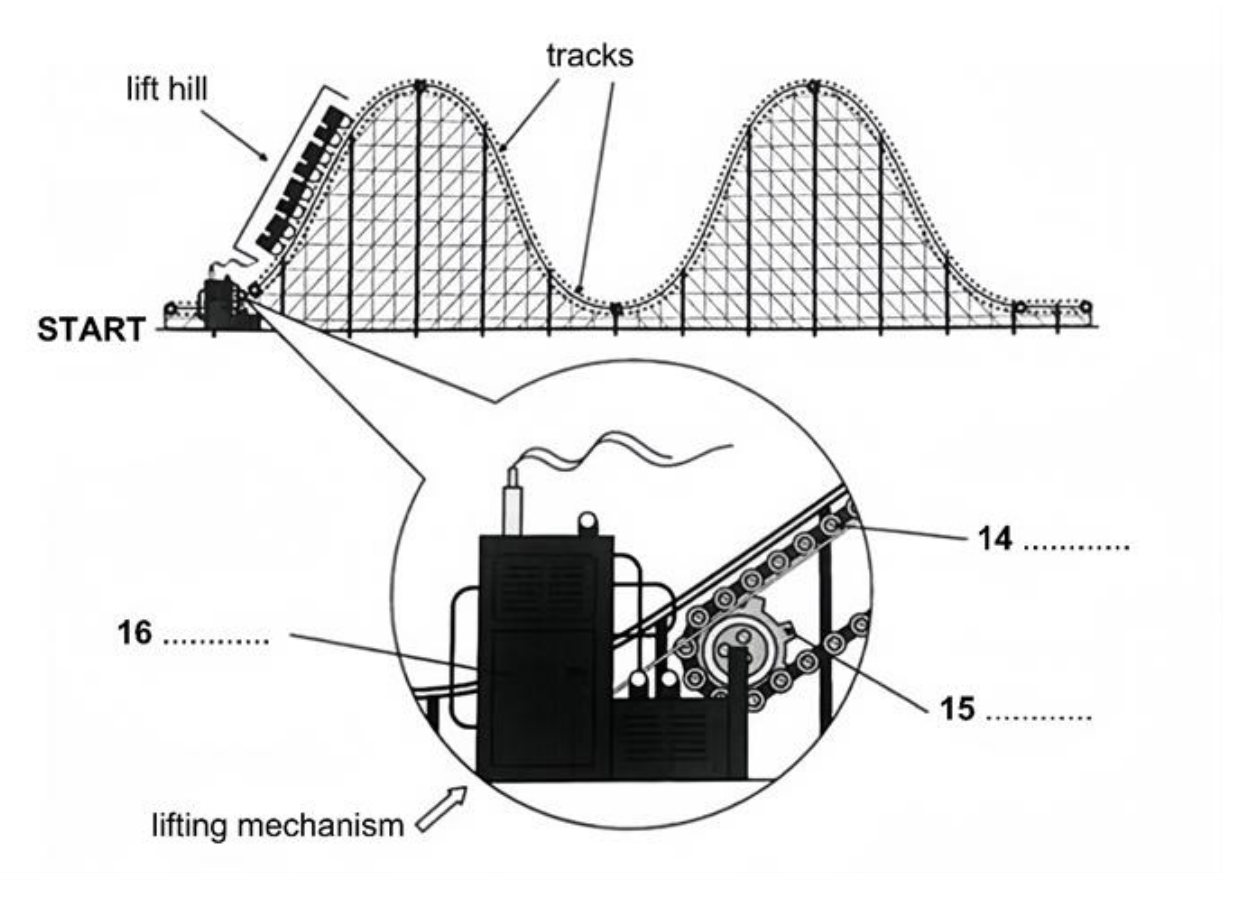 tracks
lift hill
START
14 ............
16 ............
15 ............
lifting mechanism